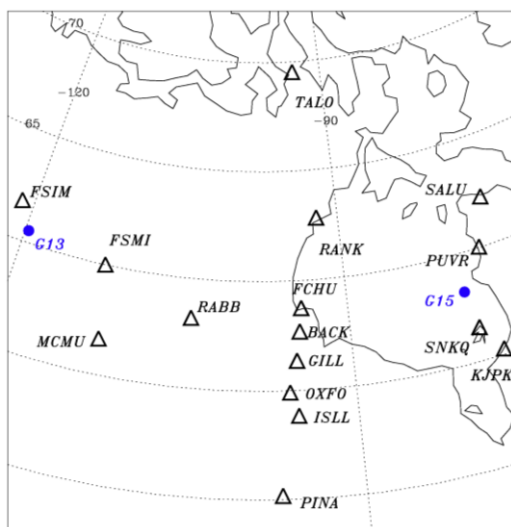 70
-120
TALO
-90
65
FSIM
SALU
G13
FSMI
RANK
PUVR
FCHU
G15
RABB
BACK
MCMU
SNKQ
GILL
KJPK
OXFO
ISLL
PINA